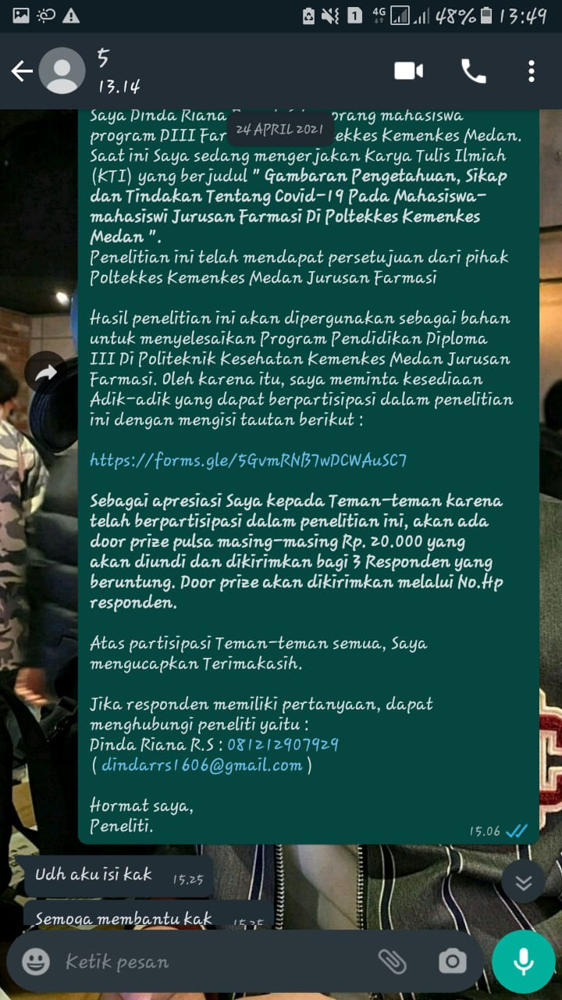 4G 48% 13:49
5
13.14
24 APRIL 2021
Saya Dinda Riana orang mahasiswa
program DIII Far ekkes Kemenkes Medan.
Saat ini Saya sedang mengerjakan Karya Tulis Ilmiah
(KTI) yang berjudul " Gambaran Pengetahuan, Sikap
dan Tindakan Tentang Covid-19 Pada Mahasiswa-
mahasiswi Jurusan Farmasi Di Poltekkes Kemenkes
Medan ".
Penelitian ini telah mendapat persetujuan dari pihak
Poltekkes Kemenkes Medan Jurusan Farmasi
Hasil penelitian ini akan dipergunakan sebagai bahan
untuk menyelesaikan Program Pendidikan Diploma
III Di Politeknik Kesehatan Kemenkes Medan Jurusan
Farmasi. Oleh karena itu, saya meminta kesediaan
Adik-adik yang dapat berpartisipasi dalam penelitian
ini dengan mengisi tautan berikut :
https://forms.gle/5GvmRNB7wDCWAuSC7
Sebagai apresiasi Saya kepada Teman-teman karena
telah berpartisipasi dalam penelitian ini, akan ada
door prize pulsa masing-masing Rp. 20.000 yang
akan diundi dan dikirimkan bagi 3 Responden yang
beruntung. Door prize akan dikirimkan melalui No.Hp
responden.
Atas partisipasi Teman-teman semua, Saya
mengucapkan Terimakasih.
Jika responden memiliki pertanyaan, dapat
menghubungi peneliti yaitu :
Dinda Riana R.S : 081212907929
( dindarrs1606@gmail.com )
Hormat saya,
Peneliti.
15.06
Udh aku isi kak 15.25
Semoga membantu kak 15.25
Ketik pesan